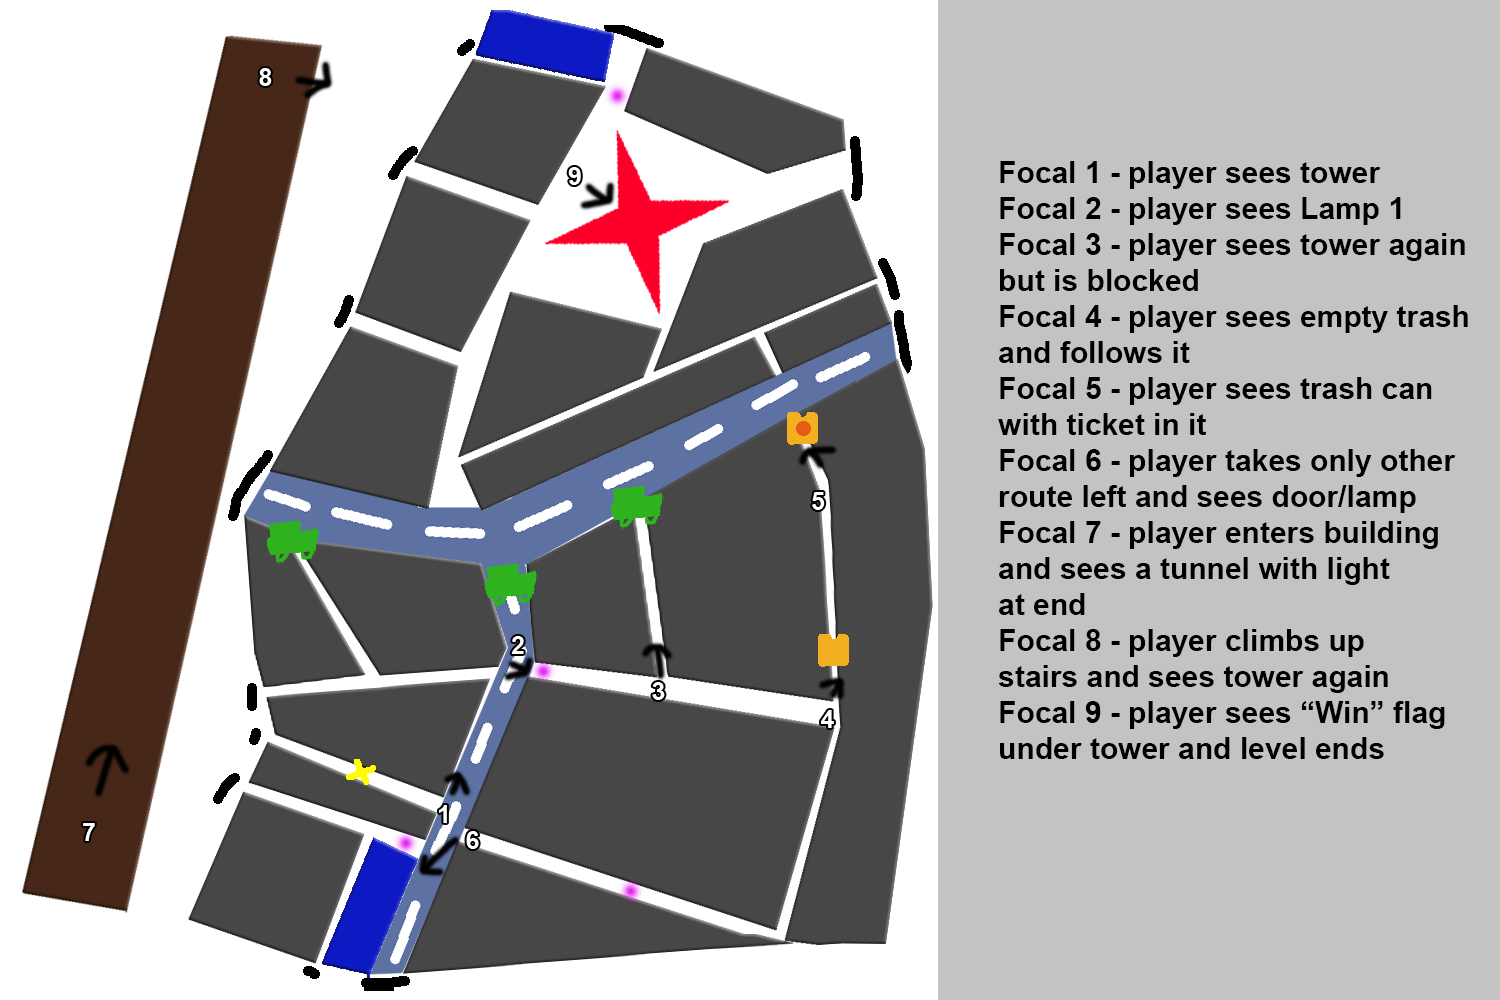 8
9
5
2
3
4
1
6
7
Focal 1 - player sees tower
Focal 2 - player sees Lamp 1
Focal 3 - player sees tower again
but is blocked
Focal 4 - player sees empty trash
and follows it
Focal 5 - player sees trash can
with ticket in it
Focal 6 - player takes only other
route left and sees door/lamp
Focal 7 - player enters building
and sees a tunnel with light
at end
Focal 8 - player climbs up
stairs and sees tower again
Focal 9 - player sees “Win” flag
under tower and level ends